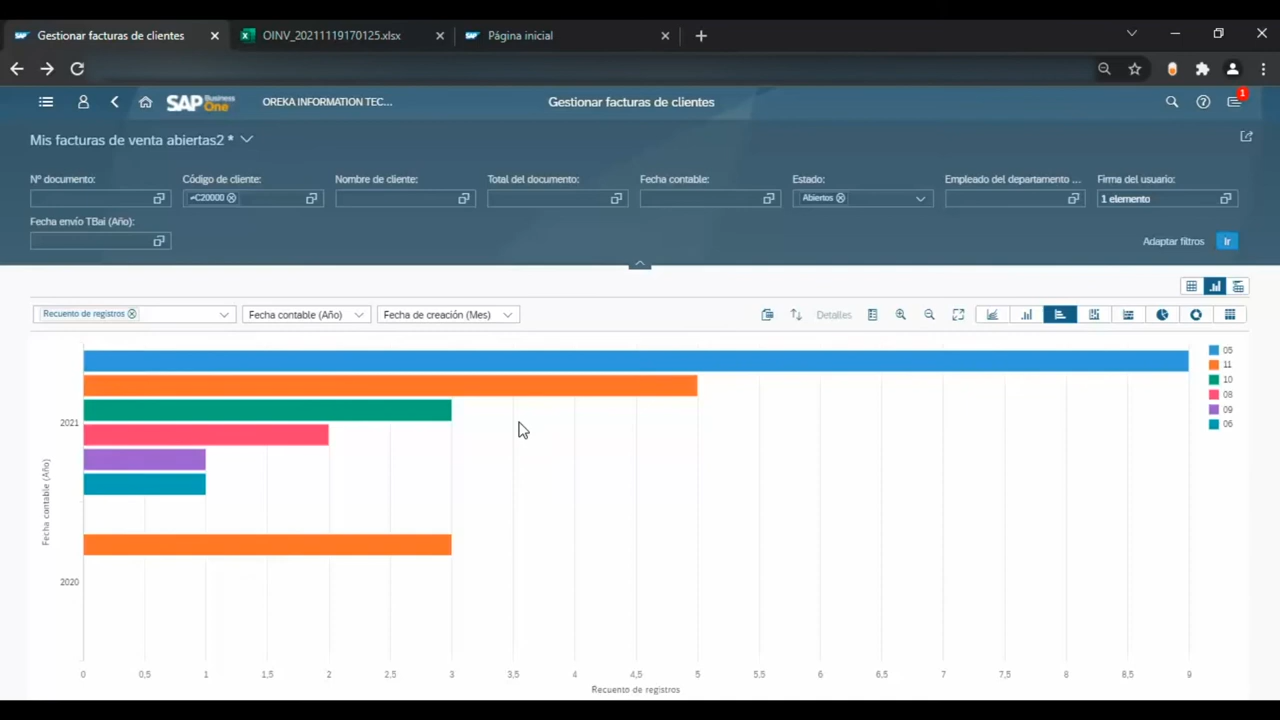 Gestionar facturas de clientes
OINV_20211119170125.xlsx
Página inicial
SAP Business One
OREKA INFORMATION TEC...
Gestionar facturas de clientes
1
Mis facturas de venta abiertas2 *
Nº documento:
Código de cliente:
Nombre de cliente:
Total del documento:
Fecha contable:
Estado:
Empleado del departamento ...
Firma del usuario:
≠C20000
Abiertos
1 elemento
Fecha envío TBai (Año):
Adaptar filtros
Ir
Recuento de registros
Fecha contable (Año)
Fecha de creación (Mes)
Detalles
05
11
10
08
09
06
Fecha contable (Año)
2021
2020
0 0,5 1 1,5 2 2,5 3 3,5 4 4,5 5 5,5 6 6,5 7 7,5 8 8,5 9
Recuento de registros